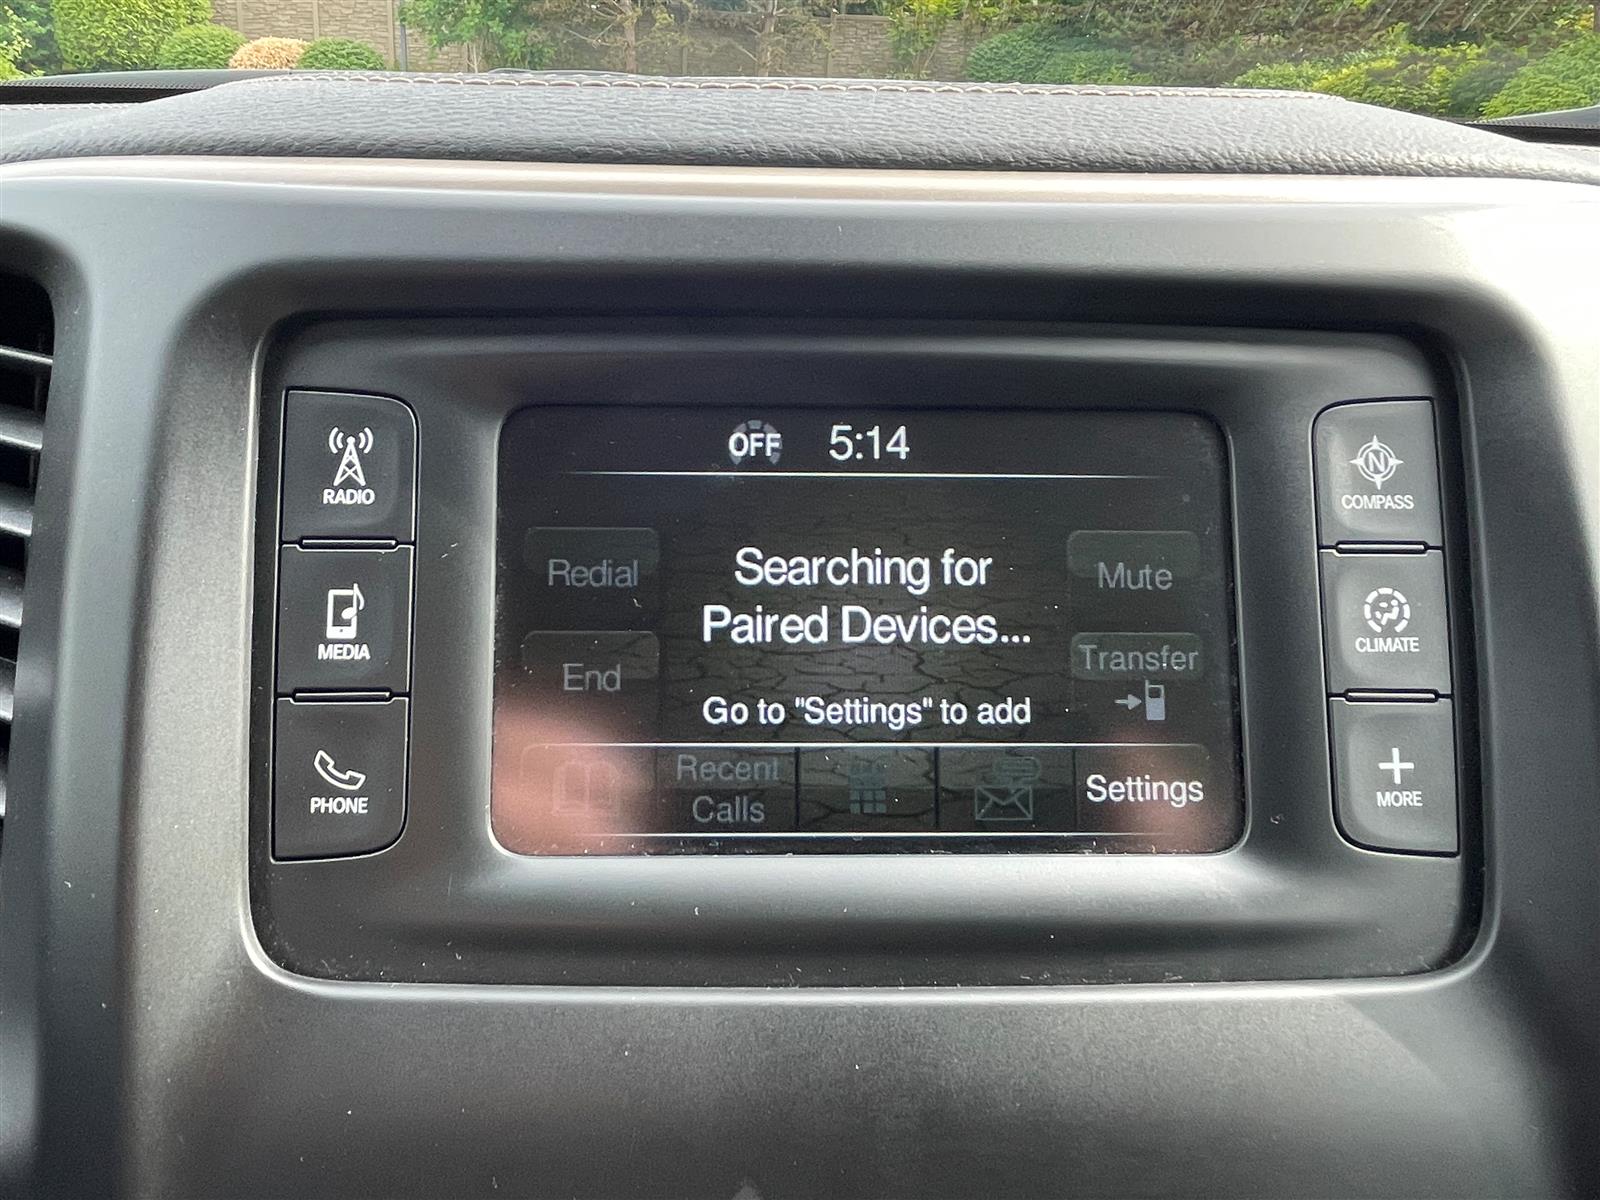 OFF 5:14
RADIO
MEDIA
PHONE
Redial
End
Searching for
Paired Devices...
Go to "Settings" to add
Mute
Transfer
Recent
Calls
Settings
N
COMPASS
CLIMATE
MORE